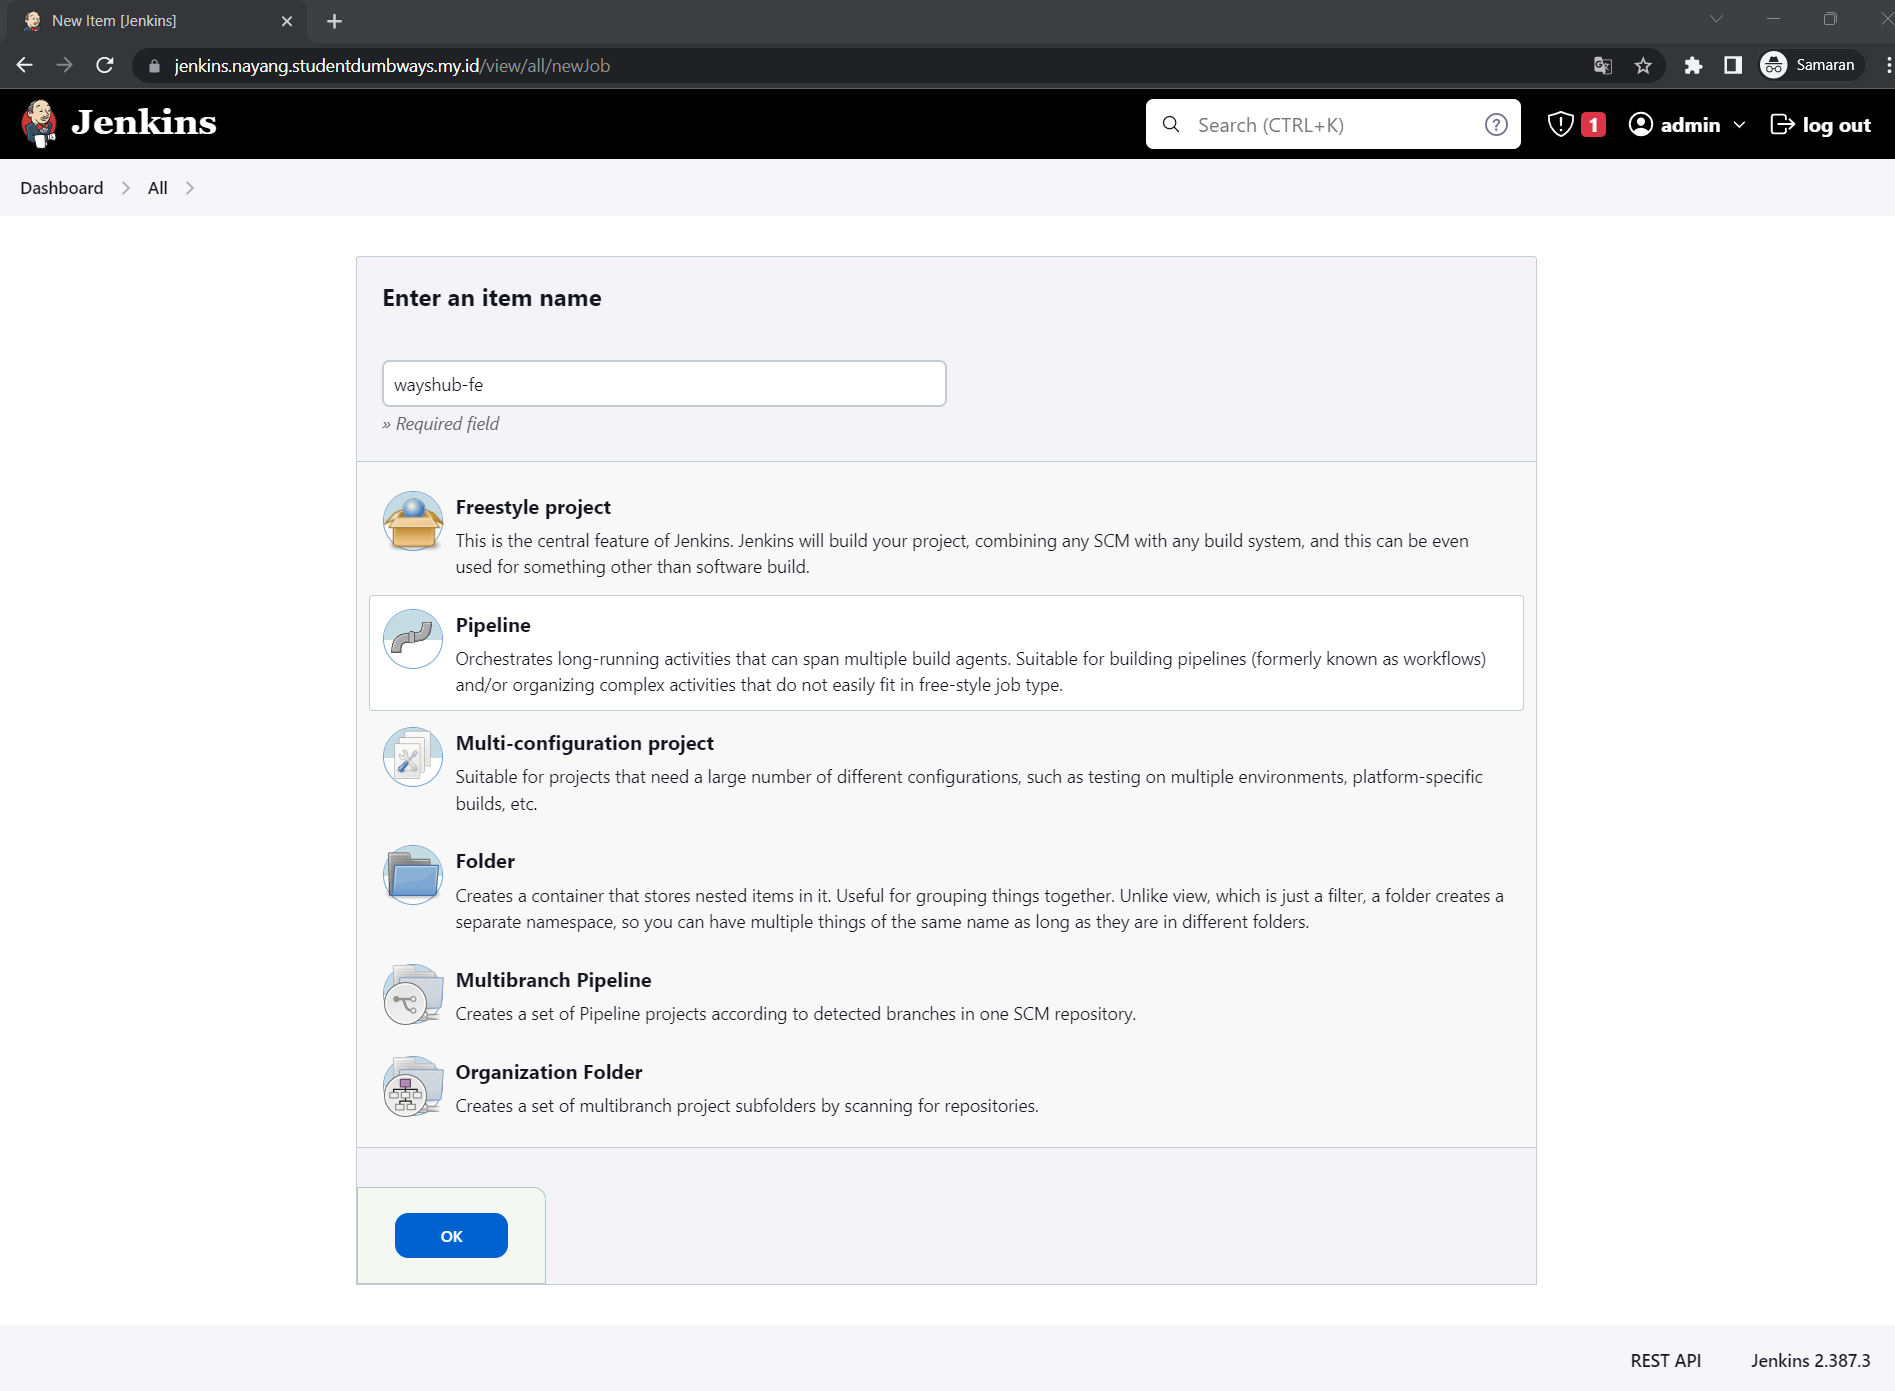 New Item [Jenkins]
jenkins.nayang.studentdumbways.my.id/view/all/newJob
Samaran
Jenkins
Search (CTRL+K)
1
admin
log out
Dashboard
All
Enter an item name
wayshub-fe
» Required field
Freestyle project
This is the central feature of Jenkins. Jenkins will build your project, combining any SCM with any build system, and this can be even
used for something other than software build.
Pipeline
Orchestrates long-running activities that can span multiple build agents. Suitable for building pipelines (formerly known as workflows)
and/or organizing complex activities that do not easily fit in free-style job type.
Multi-configuration project
Suitable for projects that need a large number of different configurations, such as testing on multiple environments, platform-specific
builds, etc.
Folder
Creates a container that stores nested items in it. Useful for grouping things together. Unlike view, which is just a filter, a folder creates a
separate namespace, so you can have multiple things of the same name as long as they are in different folders.
Multibranch Pipeline
Creates a set of Pipeline projects according to detected branches in one SCM repository.
Organization Folder
Creates a set of multibranch project subfolders by scanning for repositories.
OK
REST API
Jenkins 2.387.3